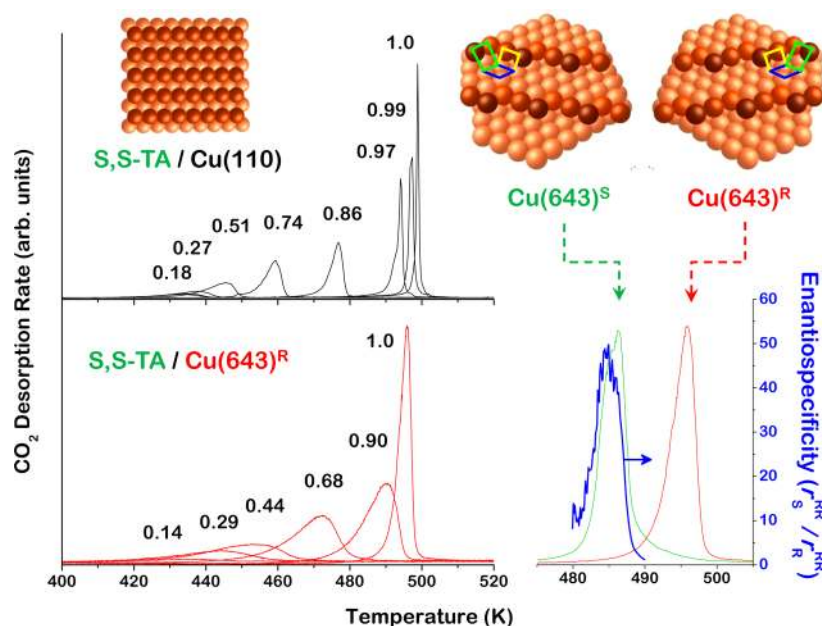 S,S-TA / Cu(110)
1.0
0.99
0.97
0.86
0.74
0.51
0.27
0.18
CO2 Desorption Rate (arb. units)
S,S-TA / Cu(643)R
1.0
0.90
0.68
0.44
0.29
0.14
400 420 440 460 480 500 520
Cu(643)S
Cu(643)R
60
50
40
30
20
10
0
Enantiospecificity (rSRR/rRRR)
480 490 500
Temperature (K)